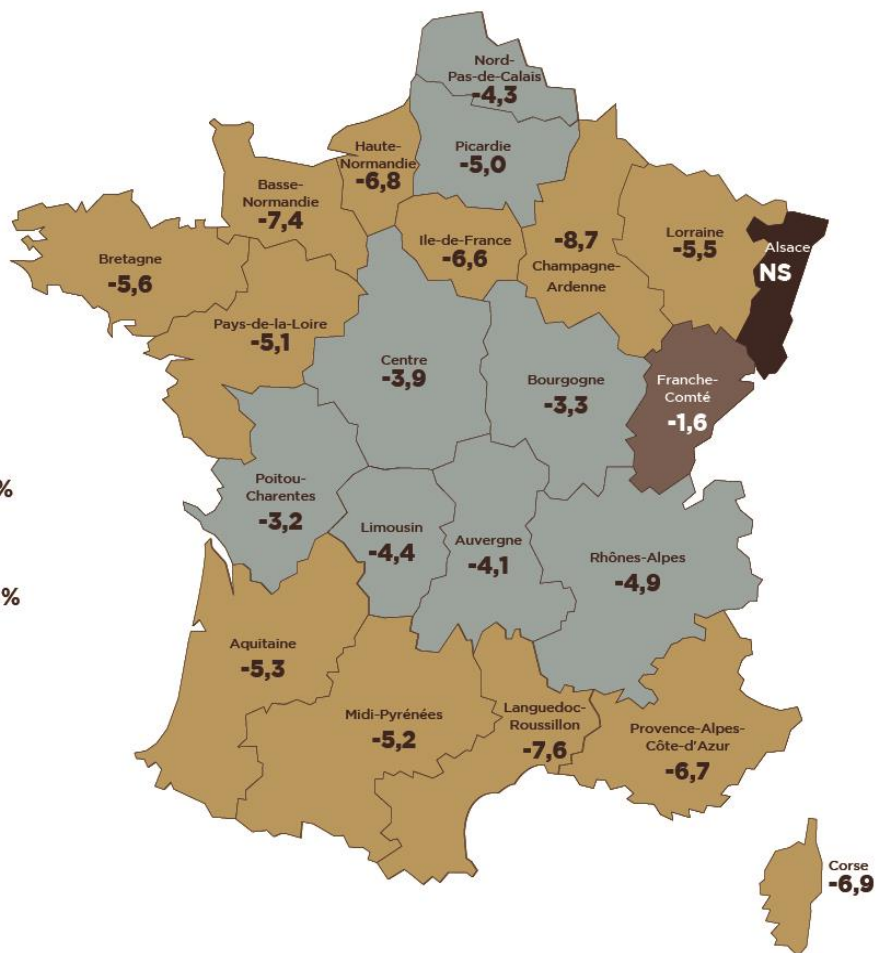 Nord-
Pas-de-Calais
-4,3
Picardie
-5,0
Haute-
Normandie
-6,8
Basse-
Normandie
-7,4
Bretagne
-5,6
Ile-de-France
-6,6
-8,7
Champagne-
Ardenne
Lorraine
-5,5
Alsace
NS
Pays-de-la-Loire
-5,1
Centre
-3,9
Bourgogne
-3,3
Franche-
Comté
-1,6
%
Poitou-
Charentes
-3,2
Limousin
-4,4
Auvergne
-4,1
Rhônes-Alpes
-4,9
%
Aquitaine
-5,3
Midi-Pyrénées
-5,2
Languedoc-
Roussillon
-7,6
Provence-Alpes-
Côte-d'Azur
-6,7
Corse
-6,9